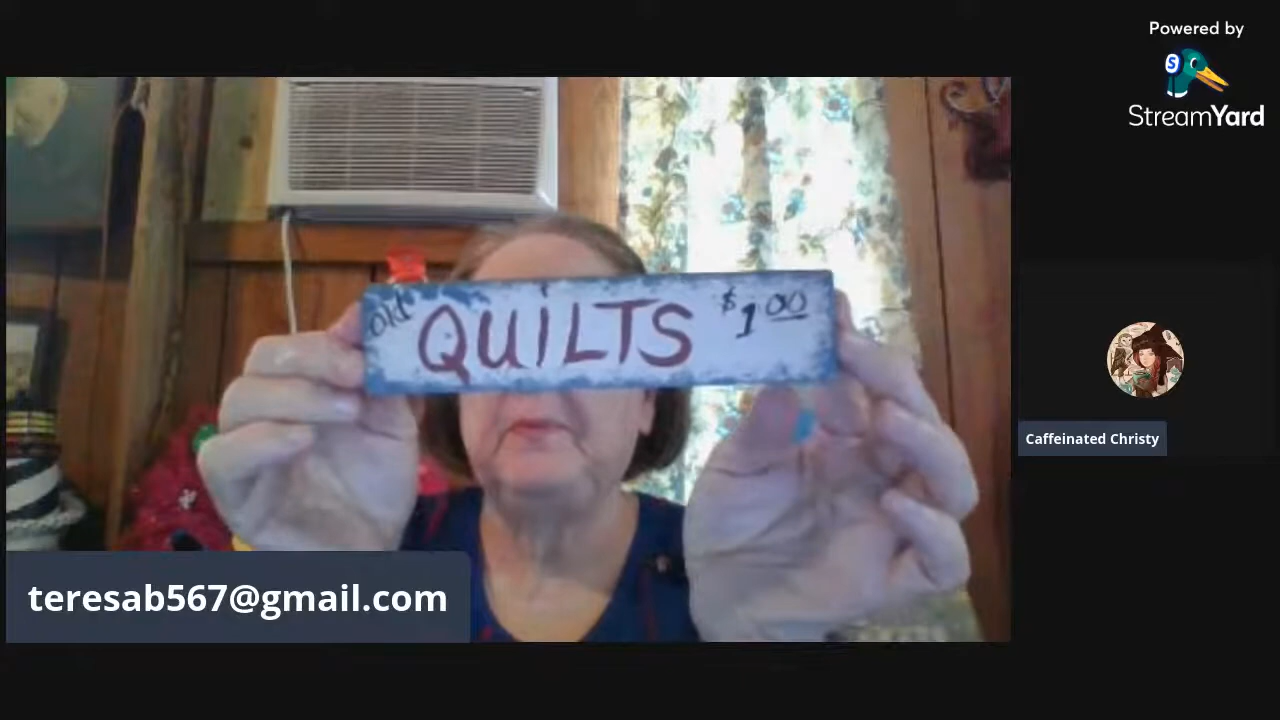 Powered by
StreamYard
Old QUiLTS $1.00
Caffeinated Christy
teresab567@gmail.com